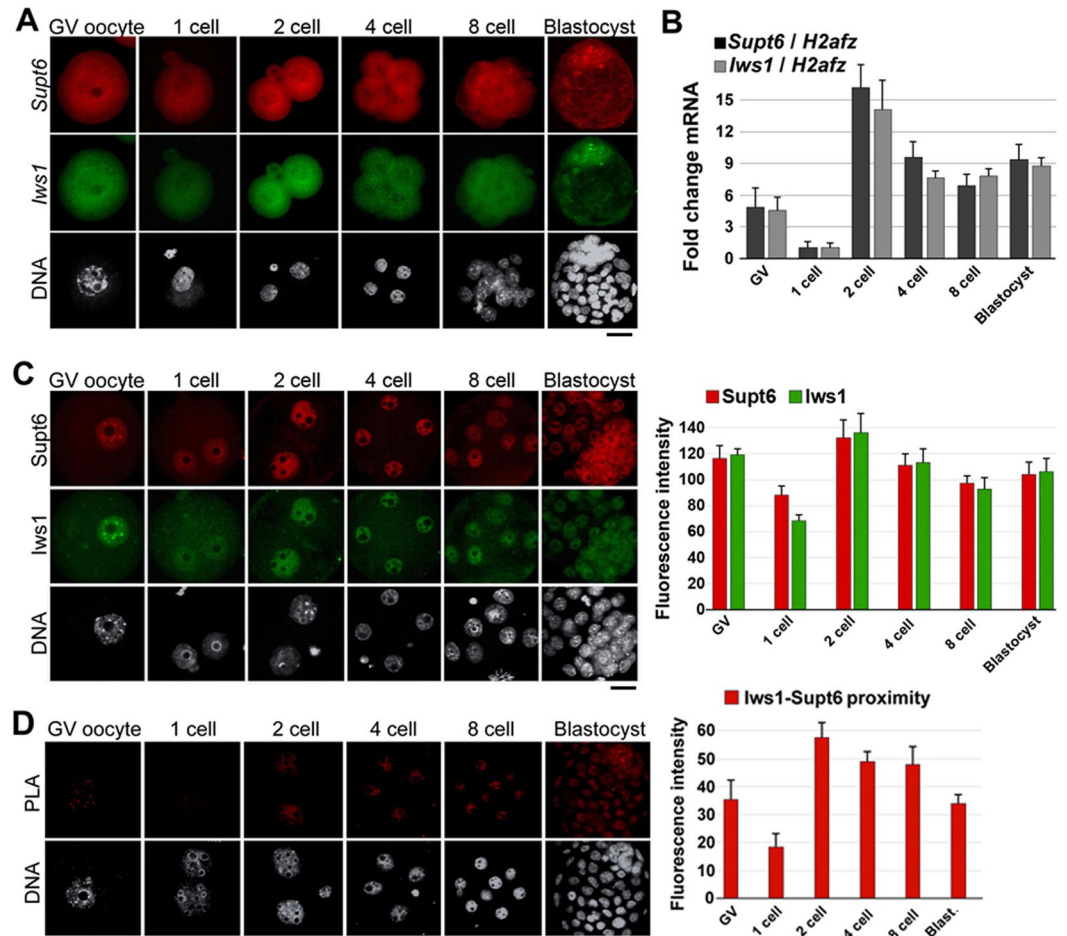 A
GV oocyte 1 cell 2 cell 4 cell 8 cell Blastocyst
Supt6
Iws1
DNA
B
Supt6 / H2afz
Iws1 / H2afz
Fold change mRNA
15
12
9
6
3
0
GV 1 cell 2 cell 4 cell 8 cell Blastocyst
C
GV oocyte 1 cell 2 cell 4 cell 8 cell Blastocyst
Supt6
Iws1
DNA
Supt6 Iws1
Fluorescence intensity
140
120
100
80
60
40
20
0
GV 1 cell 2 cell 4 cell 8 cell Blastocyst
D
GV oocyte 1 cell 2 cell 4 cell 8 cell Blastocyst
PLA
DNA
Iws1-Supt6 proximity
Fluorescence intensity
60
50
40
30
20
10
0
GV 1 cell 2 cell 4 cell 8 cell Blast.